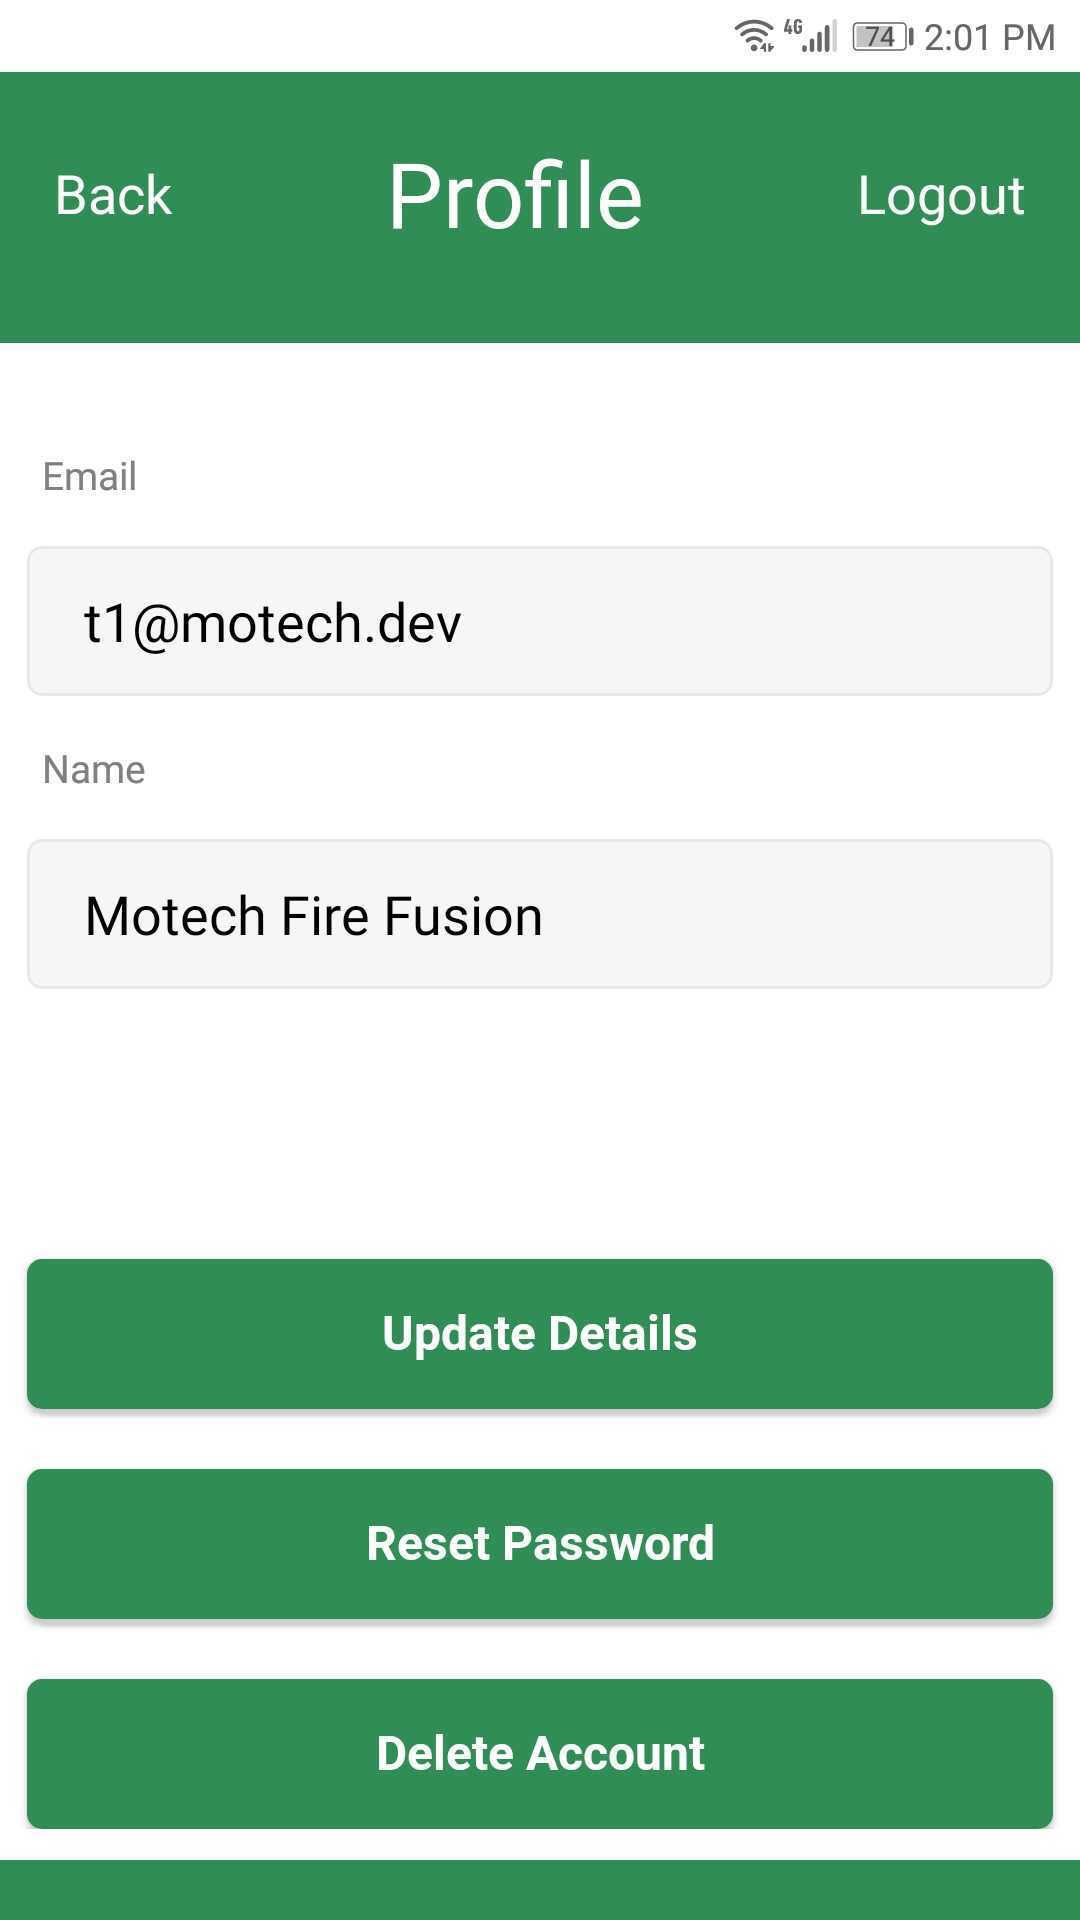 4G 74 2:01 PM
Back Profile Logout
Email
t1@motech.dev
Name
Motech Fire Fusion
Update Details
Reset Password
Delete Account